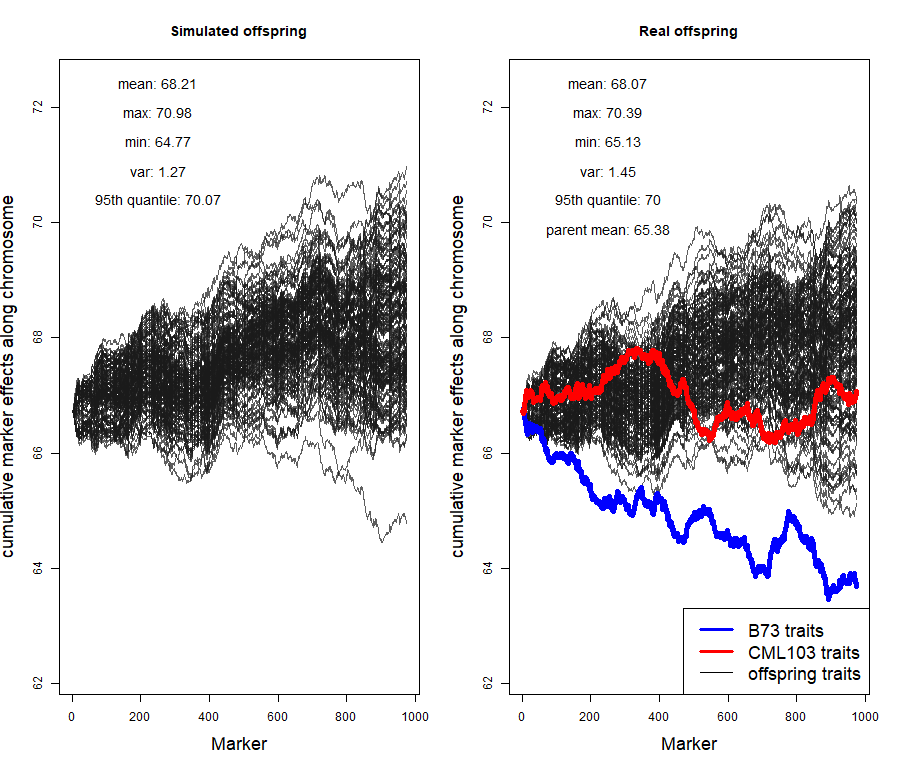 Simulated offspring
cumulative marker effects along chromosome
72
70
68
66
64
62
mean: 68.21
max: 70.98
min: 64.77
var: 1.27
95th quantile: 70.07
0 200 400 600 800 1000
Marker
Real offspring
cumulative marker effects along chromosome
72
70
68
66
64
62
mean: 68.07
max: 70.39
min: 65.13
var: 1.45
95th quantile: 70
parent mean: 65.38
B73 traits
CML103 traits
offspring traits
0 200 400 600 800 1000
Marker